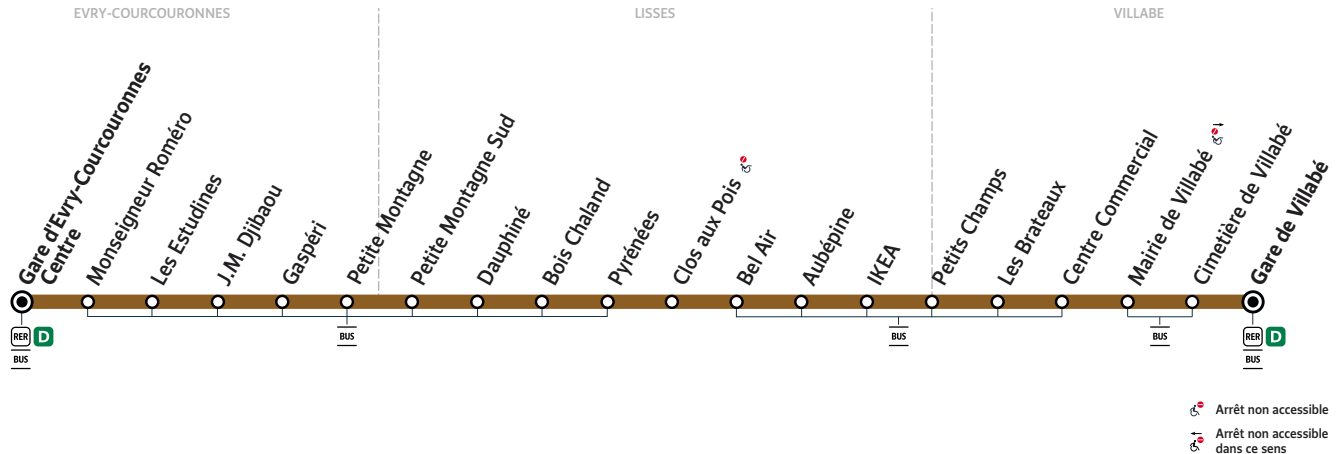 EVRY-COURCOURONNES
LISSES
VILLABE
Gare d'Evry-Courcouronnes
Centre
Monseigneur Roméro
Les Estudines
J.M. Djibaou
Gaspéri
Petite Montagne
Petite Montagne Sud
Dauphiné
Bois Chaland
Pyrénées
Clos aux Pois
Bel Air
Aubépine
IKEA
Petits Champs
Les Brateaux
Centre Commercial
Mairie de Villabé
Cimetière de Villabé
Gare de Villabé
RER D
BUS
BUS
BUS
BUS
RER D
BUS
Arrêt non accessible
Arrêt non accessible
dans ce sens